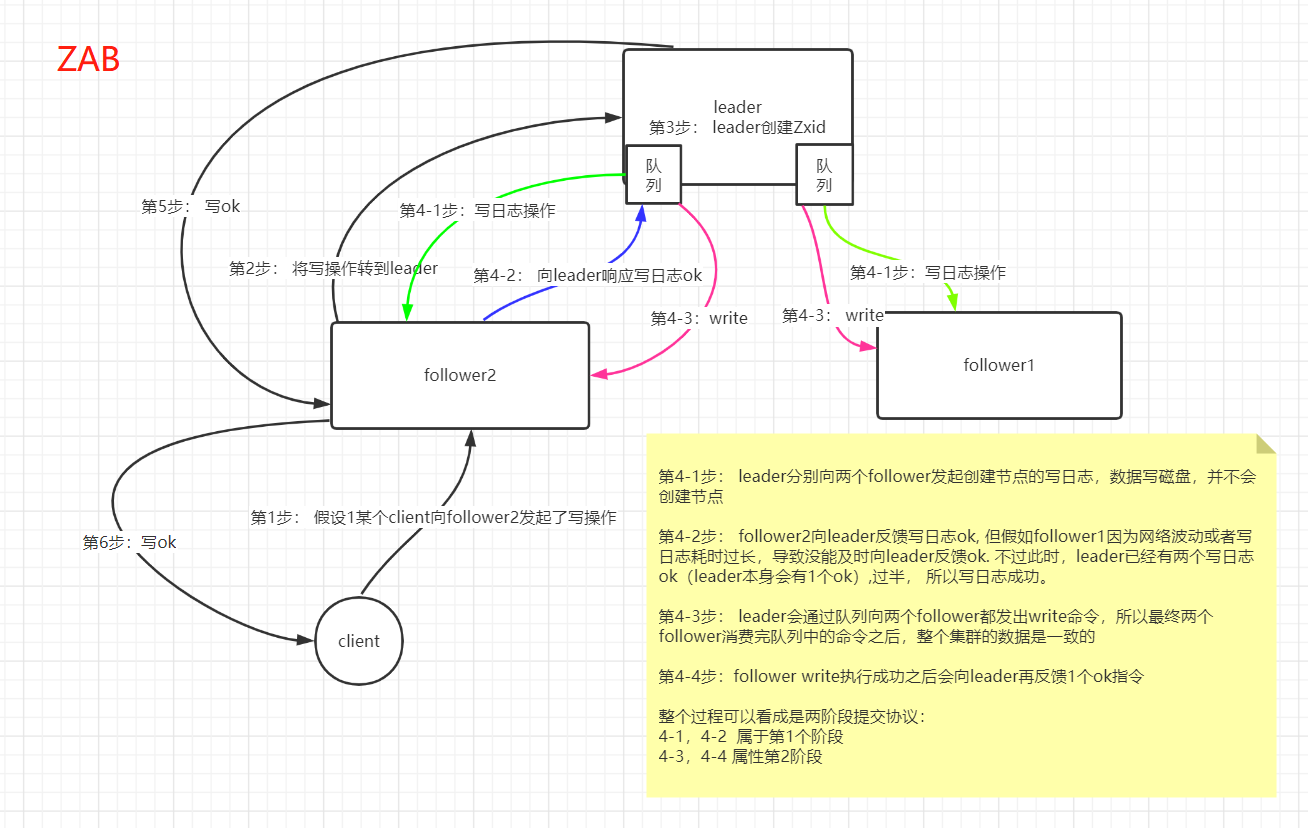 ZAB
leader
第3步： leader创建Zxid
队
列
队
列
第5步： 写ok
第4-1步：写日志操作
第2步： 将写操作转到leader
第4-2： 向leader响应写日志ok
第4-1步：写日志操作
第4-3：write
第4-3： write
follower2
follower1
第1步： 假设1某个client向follower2发起了写操作
第6步：写ok
client
第4-1步： leader分别向两个follower发起创建节点的写日志，数据写磁盘，并不会
创建节点
第4-2步： follower2向leader反馈写日志ok, 但假如follower1因为网络波动或者写
日志耗时过长，导致没能及时向leader反馈ok. 不过此时，leader已经有两个写日志
ok（leader本身会有1个ok）,过半， 所以写日志成功。
第4-3步： leader会通过队列向两个follower都发出write命令，所以最终两个
follower消费完队列中的命令之后，整个集群的数据是一致的
第4-4步：follower write执行成功之后会向leader再反馈1个ok指令
整个过程可以看成是两阶段提交协议：
4-1，4-2 属于第1个阶段
4-3，4-4 属性第2阶段